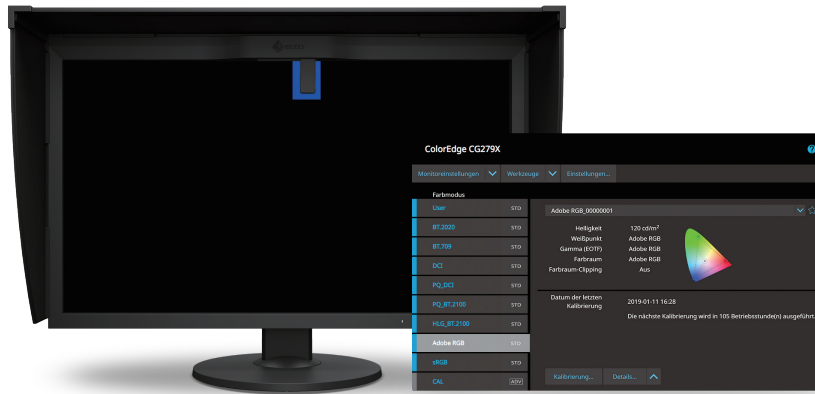 EIZO
ColorEdge CG279X
?
Monitoreinstellungen Werkzeuge Einstellungen...
Farbmodus
User STD
BT.2020 STD
BT.709 STD
DCI STD
PQ_DCI STD
PQ_BT.2100 STD
HLG_BT.2100 STD
Adobe RGB STD
sRGB STD
CAL ADV
Adobe RGB_00000001
Helligkeit 120 cd/m²
Weißpunkt Adobe RGB
Gamma (EOTF) Adobe RGB
Farbraum Adobe RGB
Farbraum-Clipping Aus
Datum der letzten
Kalibrierung
2019-01-11 16:28
Die nächste Kalibrierung wird in 105 Betriebsstunde(n) ausgeführt.
Kalibrierung... Details...